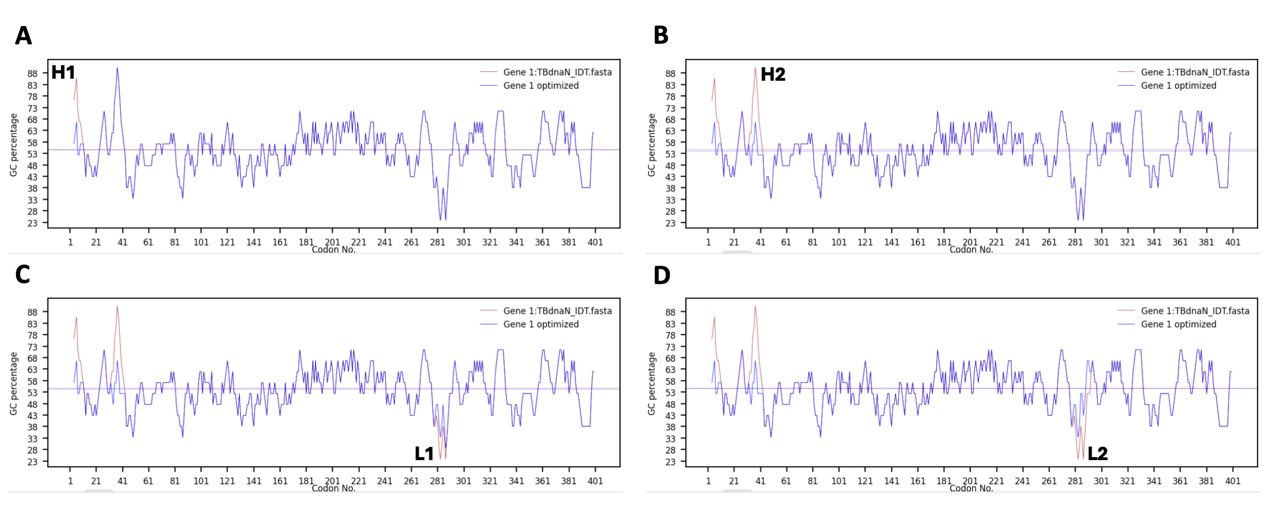 A
H1
Gene 1:TBdnaN_IDT.fasta
Gene 1 optimized
GC percentage
88
83
78
73
68
63
58
53
48
43
38
33
28
23
1 21 41 61 81 101 121 141 161 181 201 221 241 261 281 301 321 341 361 381 401
Codon No.
B
H2
Gene 1:TBdnaN_IDT.fasta
Gene 1 optimized
GC percentage
88
83
78
73
68
63
58
53
48
43
38
33
28
23
1 21 41 61 81 101 121 141 161 181 201 221 241 261 281 301 321 341 361 381 401
Codon No.
C
Gene 1:TBdnaN_IDT.fasta
Gene 1 optimized
GC percentage
88
83
78
73
68
63
58
53
48
43
38
33
28
23
L1
1 21 41 61 81 101 121 141 161 181 201 221 241 261 281 301 321 341 361 381 401
Codon No.
D
Gene 1:TBdnaN_IDT.fasta
Gene 1 optimized
GC percentage
88
83
78
73
68
63
58
53
48
43
38
33
28
23
L2
1 21 41 61 81 101 121 141 161 181 201 221 241 261 281 301 321 341 361 381 401
Codon No.